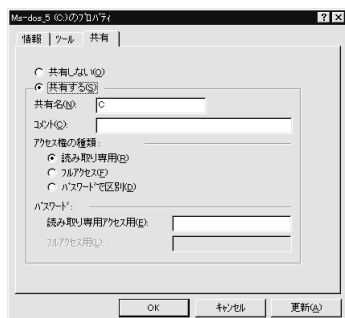 Ms-dos_5 (C:)のﾌﾟﾛﾊﾟﾃｨ
情報 ﾂｰﾙ 共有
共有しない(O)
共有する(S)
共有名(N): C
ｺﾒﾝﾄ(C):
ｱｸｾｽ権の種類:
読み取り専用(R)
ﾌﾙｱｸｾｽ(F)
ﾊﾟｽﾜｰﾄﾞで区別(D)
ﾊﾟｽﾜｰﾄﾞ:
読み取り専用ｱｸｾｽ用(E):
ﾌﾙｱｸｾｽ用(L):
OK ｷｬﾝｾﾙ 更新(A)